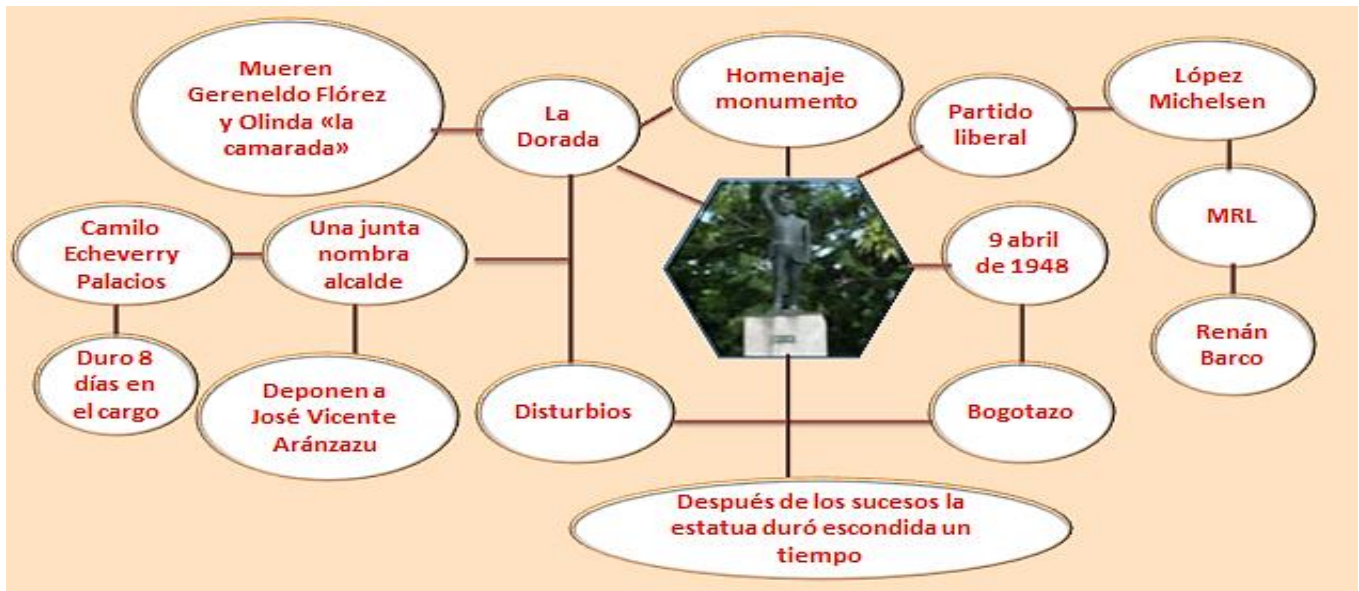 Mueren
Gereneldo Flórez
y Olinda «la
camarada»
La
Dorada
Homenaje
monumento
Partido
liberal
López
Michelsen
Camilo
Echeverry
Palacios
Una junta
nombra
alcalde
9 abril
de 1948
MRL
Duro 8
días en
el cargo
Deponen a
José Vicente
Aránzazu
Disturbios
Bogotazo
Renán
Barco
Después de los sucesos la
estatua duró escondida un
tiempo